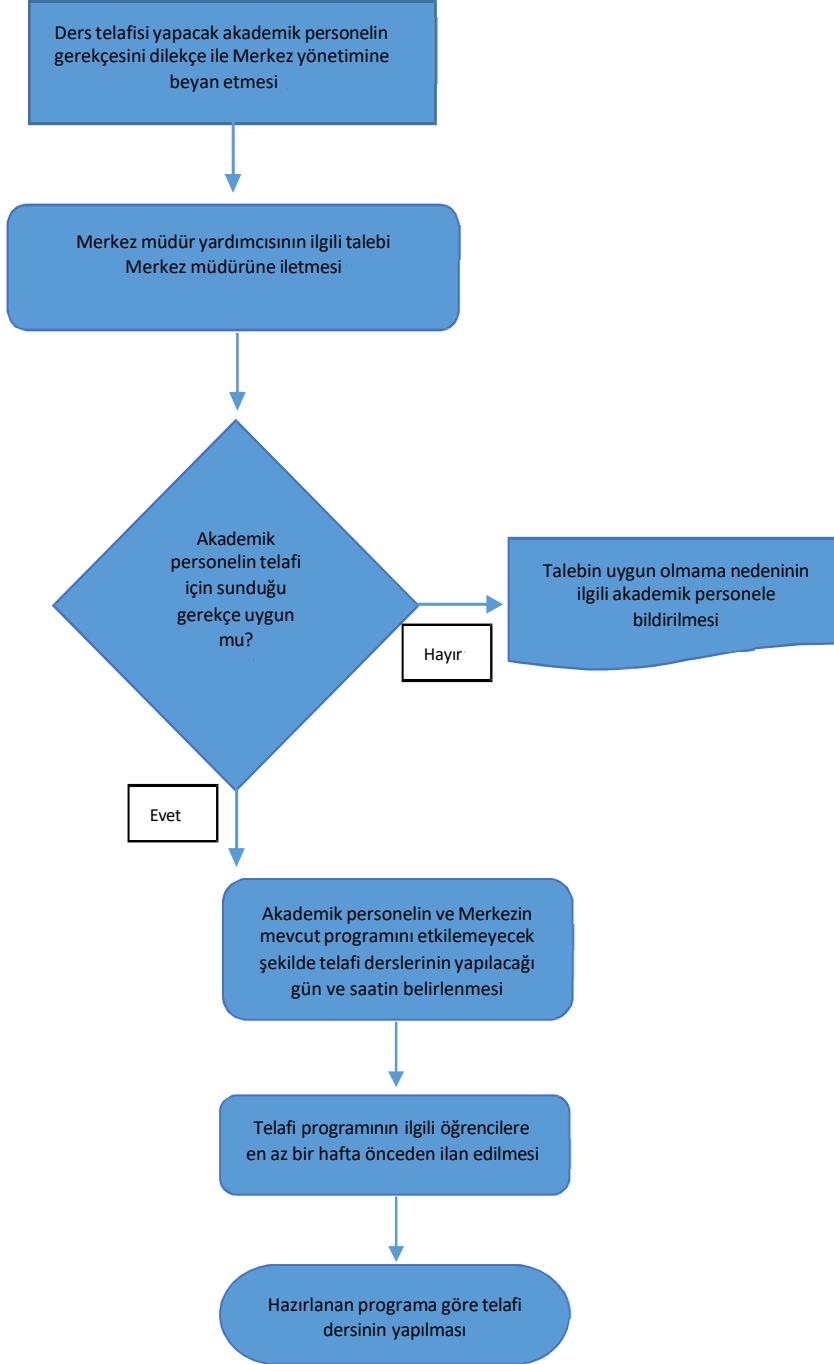 Ders telafisi yapacak akademik personelin
gerekçesini dilekçe ile Merkez yönetimine
beyan etmesi
Merkez müdür yardımcısının ilgili talebi
Merkez müdürüne iletmesi
Akademik
personelin telafi
için sunduğu
gerekçe uygun
mu?
Talebin uygun olmama nedeninin
ilgili akademik personele
bildirilmesi
Hayır
Evet
Akademik personelin ve Merkezin
mevcut programını etkilemeyecek
şekilde telafi derslerinin yapılacağı
gün ve saatin belirlenmesi
Telafi programının ilgili öğrencilere
en az bir hafta önceden ilan edilmesi
Hazırlanan programa göre telafi
dersinin yapılması